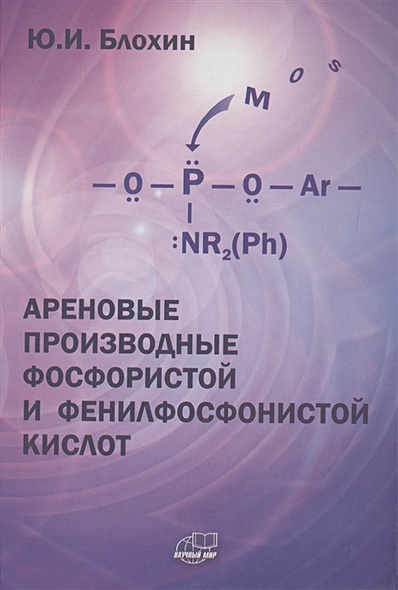 Ю.И. Блохин
M O S
— O — P — O — Ar —
:NR2(Ph)
АРЕНОВЫЕ
ПРОИЗВОДНЫЕ
ФОСФОРИСТОЙ
И ФЕНИЛФОСФОНИСТОЙ
КИСЛОТ
НАУЧНЫЙ МИР